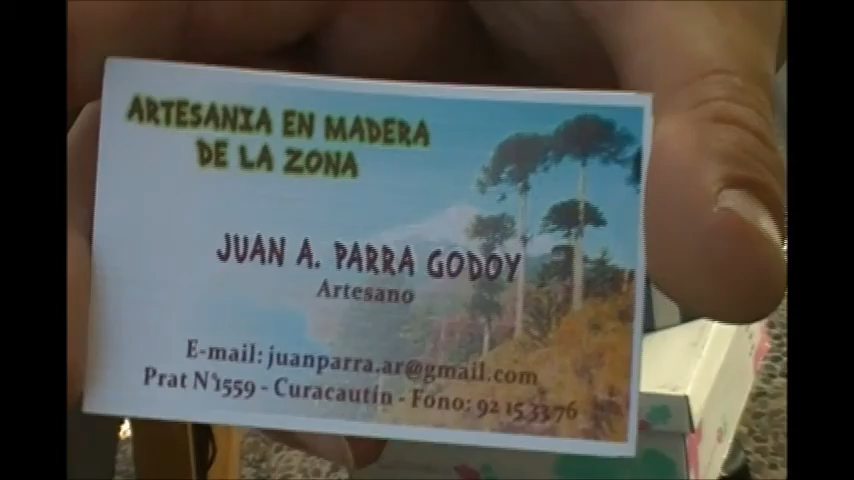 ARTESANIA EN MADERA
DE LA ZONA
JUAN A. PARRA GODOY
Artesano
E-mail: juanparra.ar@gmail.com
Prat N°1559 - Curacautín - Fono: 92 15 33 76